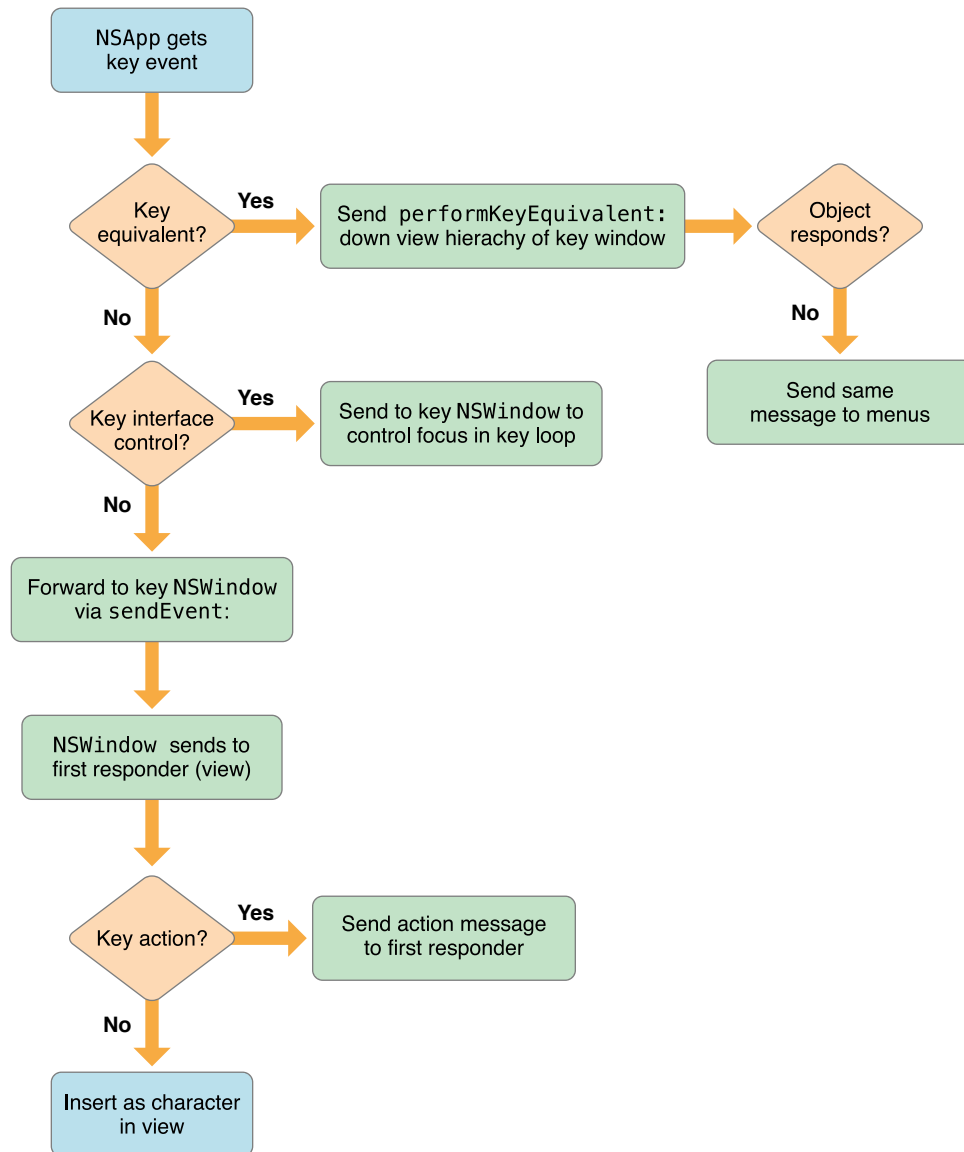 NSApp gets
key event
Key
equivalent?
Yes
Send performKeyEquivalent:
down view hierachy of key window
Object
responds?
No
No
Send same
message to menus
Key interface
control?
Yes
Send to key NSWindow to
control focus in key loop
No
Forward to key NSWindow
via sendEvent:
NSWindow sends to
first responder (view)
Key action?
Yes
Send action message
to first responder
No
Insert as character
in view